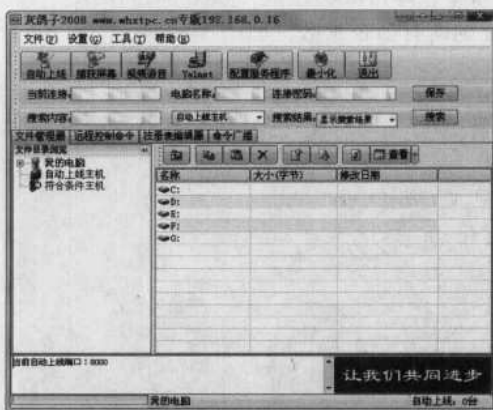 灰鸽子2008 www.whxtpc.cn专版192.168.0.16
文件(F) 设置(G) 工具(T) 帮助(H)
自动上线 捕获屏幕 视频语音 Telnet 配置服务程序 最小化 退出
当前连接: 电脑名称: 连接密码: 保存
搜索内容: 自动上线主机 搜索结果: 显示搜索结果 搜索
文件管理器 远程控制命令 注册表编辑器 命令广播
文件目录浏览
查看
我的电脑
自动上线主机
符合条件主机
名称 大小(字节) 修改日期
C:
D:
E:
F:
G:
当前自动上线端口:8000
让我们共同进步
我的电脑 自动上线: 0台